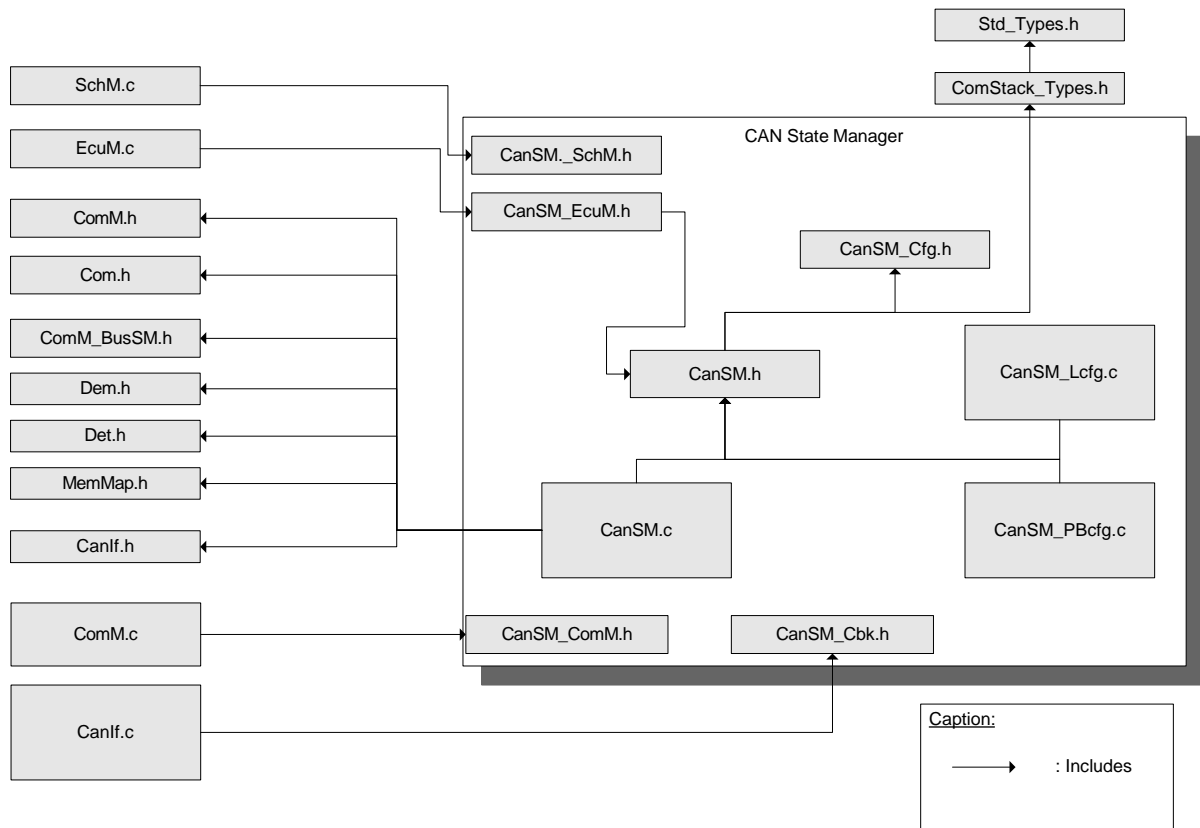 Std_Types.h
SchM.c
ComStack_Types.h
CAN State Manager
EcuM.c
CanSM._SchM.h
ComM.h
CanSM_EcuM.h
CanSM_Cfg.h
Com.h
ComM_BusSM.h
CanSM.h
CanSM_Lcfg.c
Dem.h
Det.h
MemMap.h
CanSM.c
CanSM_PBcfg.c
CanIf.h
ComM.c
CanSM_ComM.h
CanSM_Cbk.h
CanIf.c
Caption:
: Includes